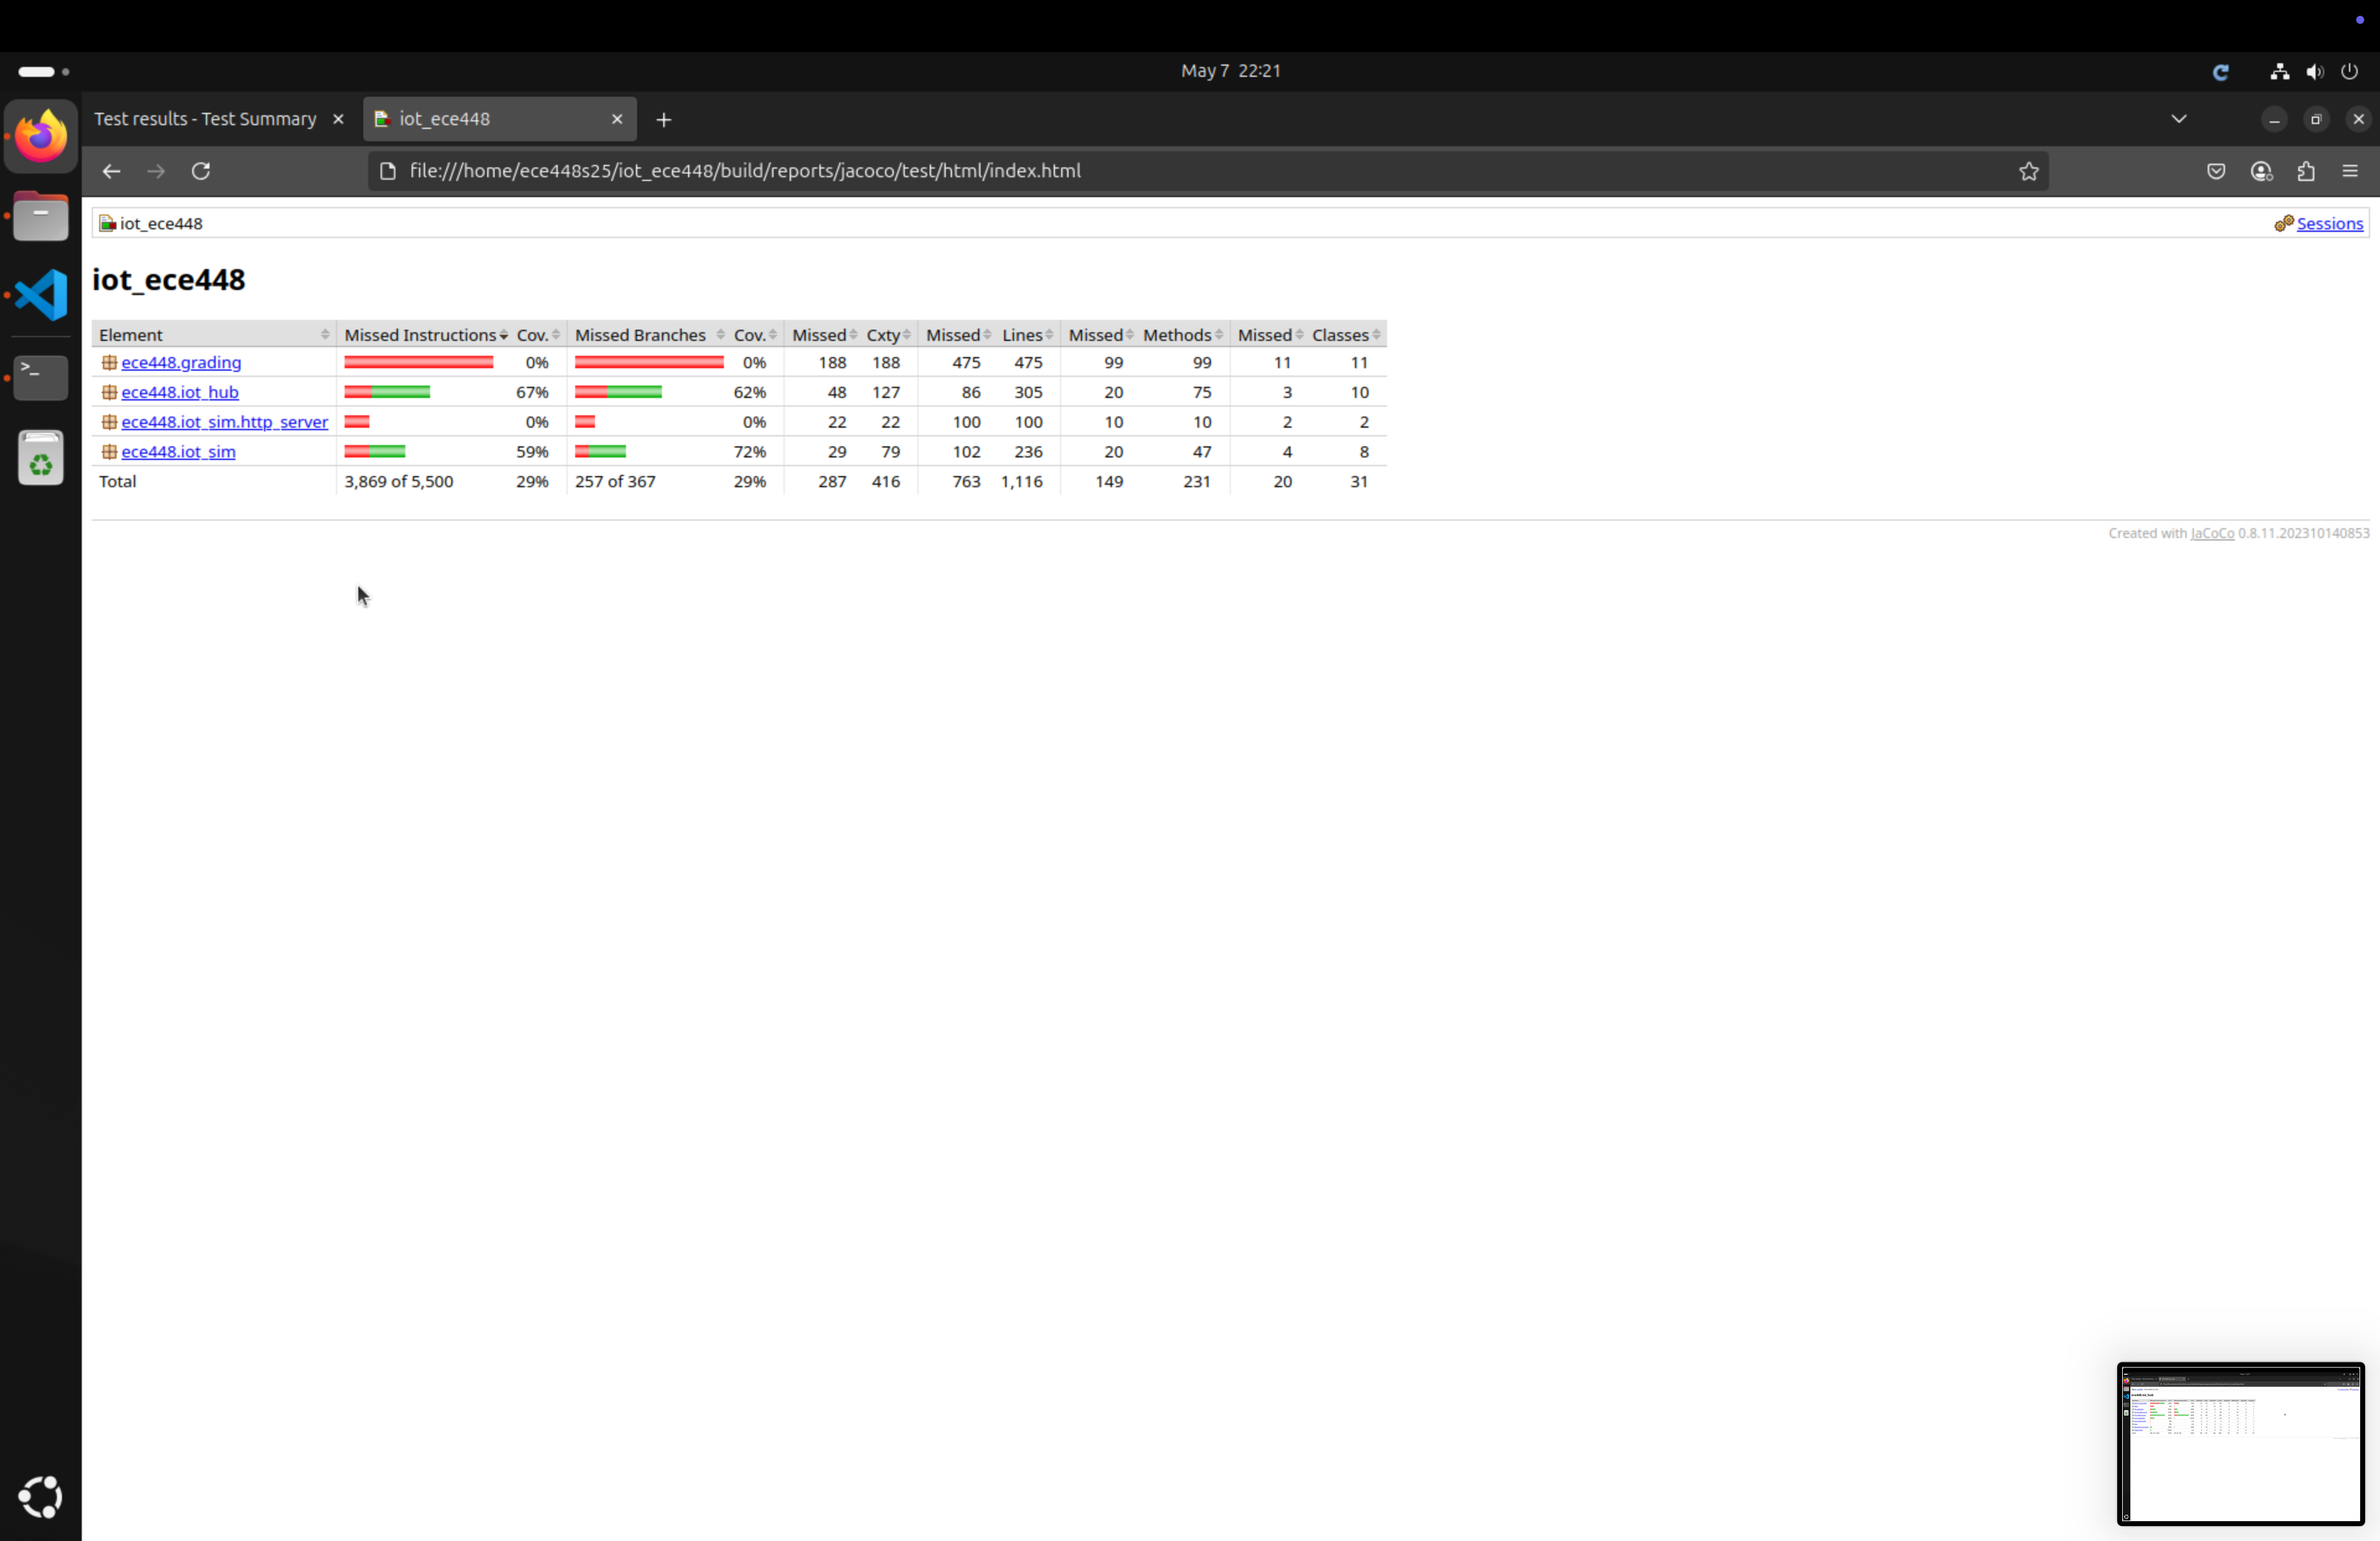 May 7 22:21
Test results - Test Summary
iot_ece448
file:///home/ece448s25/iot_ece448/build/reports/jacoco/test/html/index.html
iot_ece448 Sessions
iot_ece448
Element Missed Instructions Cov. Missed Branches Cov. Missed Cxty Missed Lines Missed Methods Missed Classes
ece448.grading 0% 0% 188 188 475 475 99 99 11 11
ece448.iot_hub 67% 62% 48 127 86 305 20 75 3 10
ece448.iot_sim.http_server 0% 0% 22 22 100 100 10 10 2 2
ece448.iot_sim 59% 72% 29 79 102 236 20 47 4 8
Total 3,869 of 5,500 29% 257 of 367 29% 287 416 763 1,116 149 231 20 31
Created with JaCoCo 0.8.11.202310140853